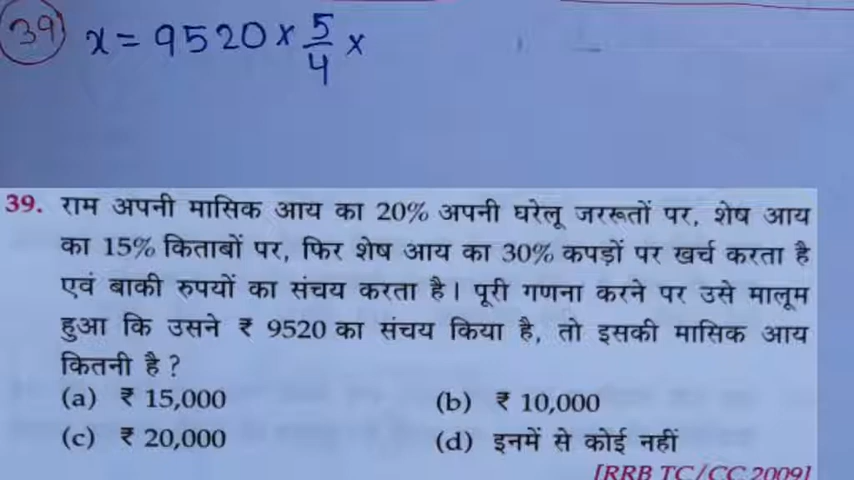 39 x = 9520 × 5/4 ×
39. राम अपनी मासिक आय का 20% अपनी घरेलू जररूतों पर, शेष आय
का 15% किताबों पर, फिर शेष आय का 30% कपड़ों पर खर्च करता है
एवं बाकी रुपयों का संचय करता है। पूरी गणना करने पर उसे मालूम
हुआ कि उसने ₹ 9520 का संचय किया है, तो इसकी मासिक आय
कितनी है ?
(a) ₹ 15,000 (b) ₹ 10,000
(c) ₹ 20,000 (d) इनमें से कोई नहीं
[RRB TC/CC 2009]